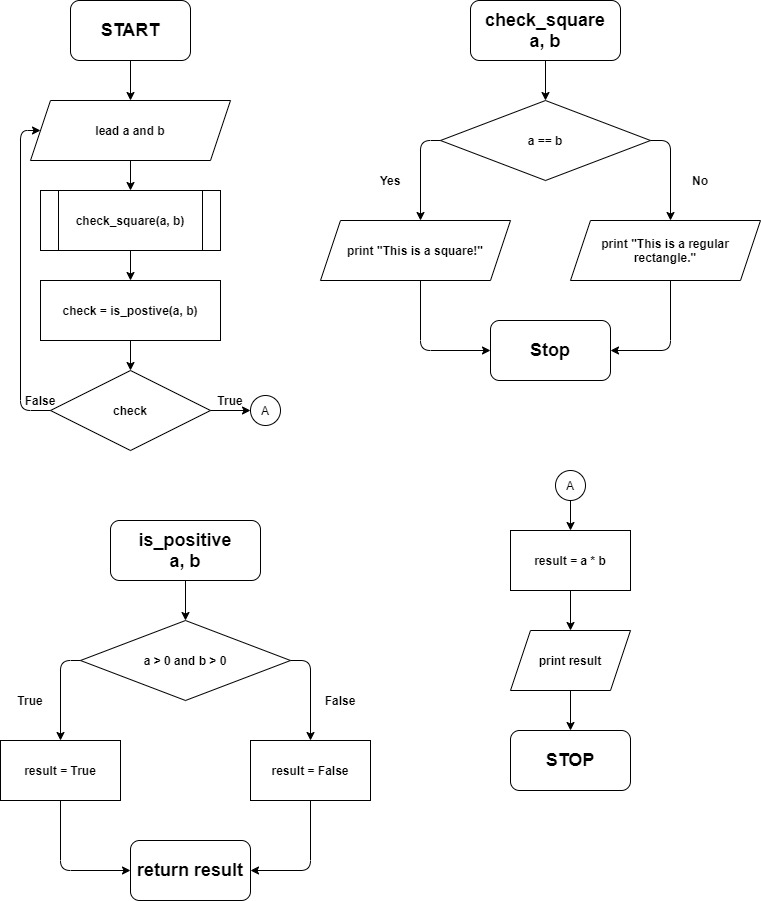 START
lead a and b
check_square(a, b)
check = is_postive(a, b)
check
False
True
A
check_square
a, b
a == b
Yes
No
print "This is a square!"
print "This is a regular
rectangle."
Stop
is_positive
a, b
a > 0 and b > 0
True
False
result = True
result = False
return result
A
result = a * b
print result
STOP